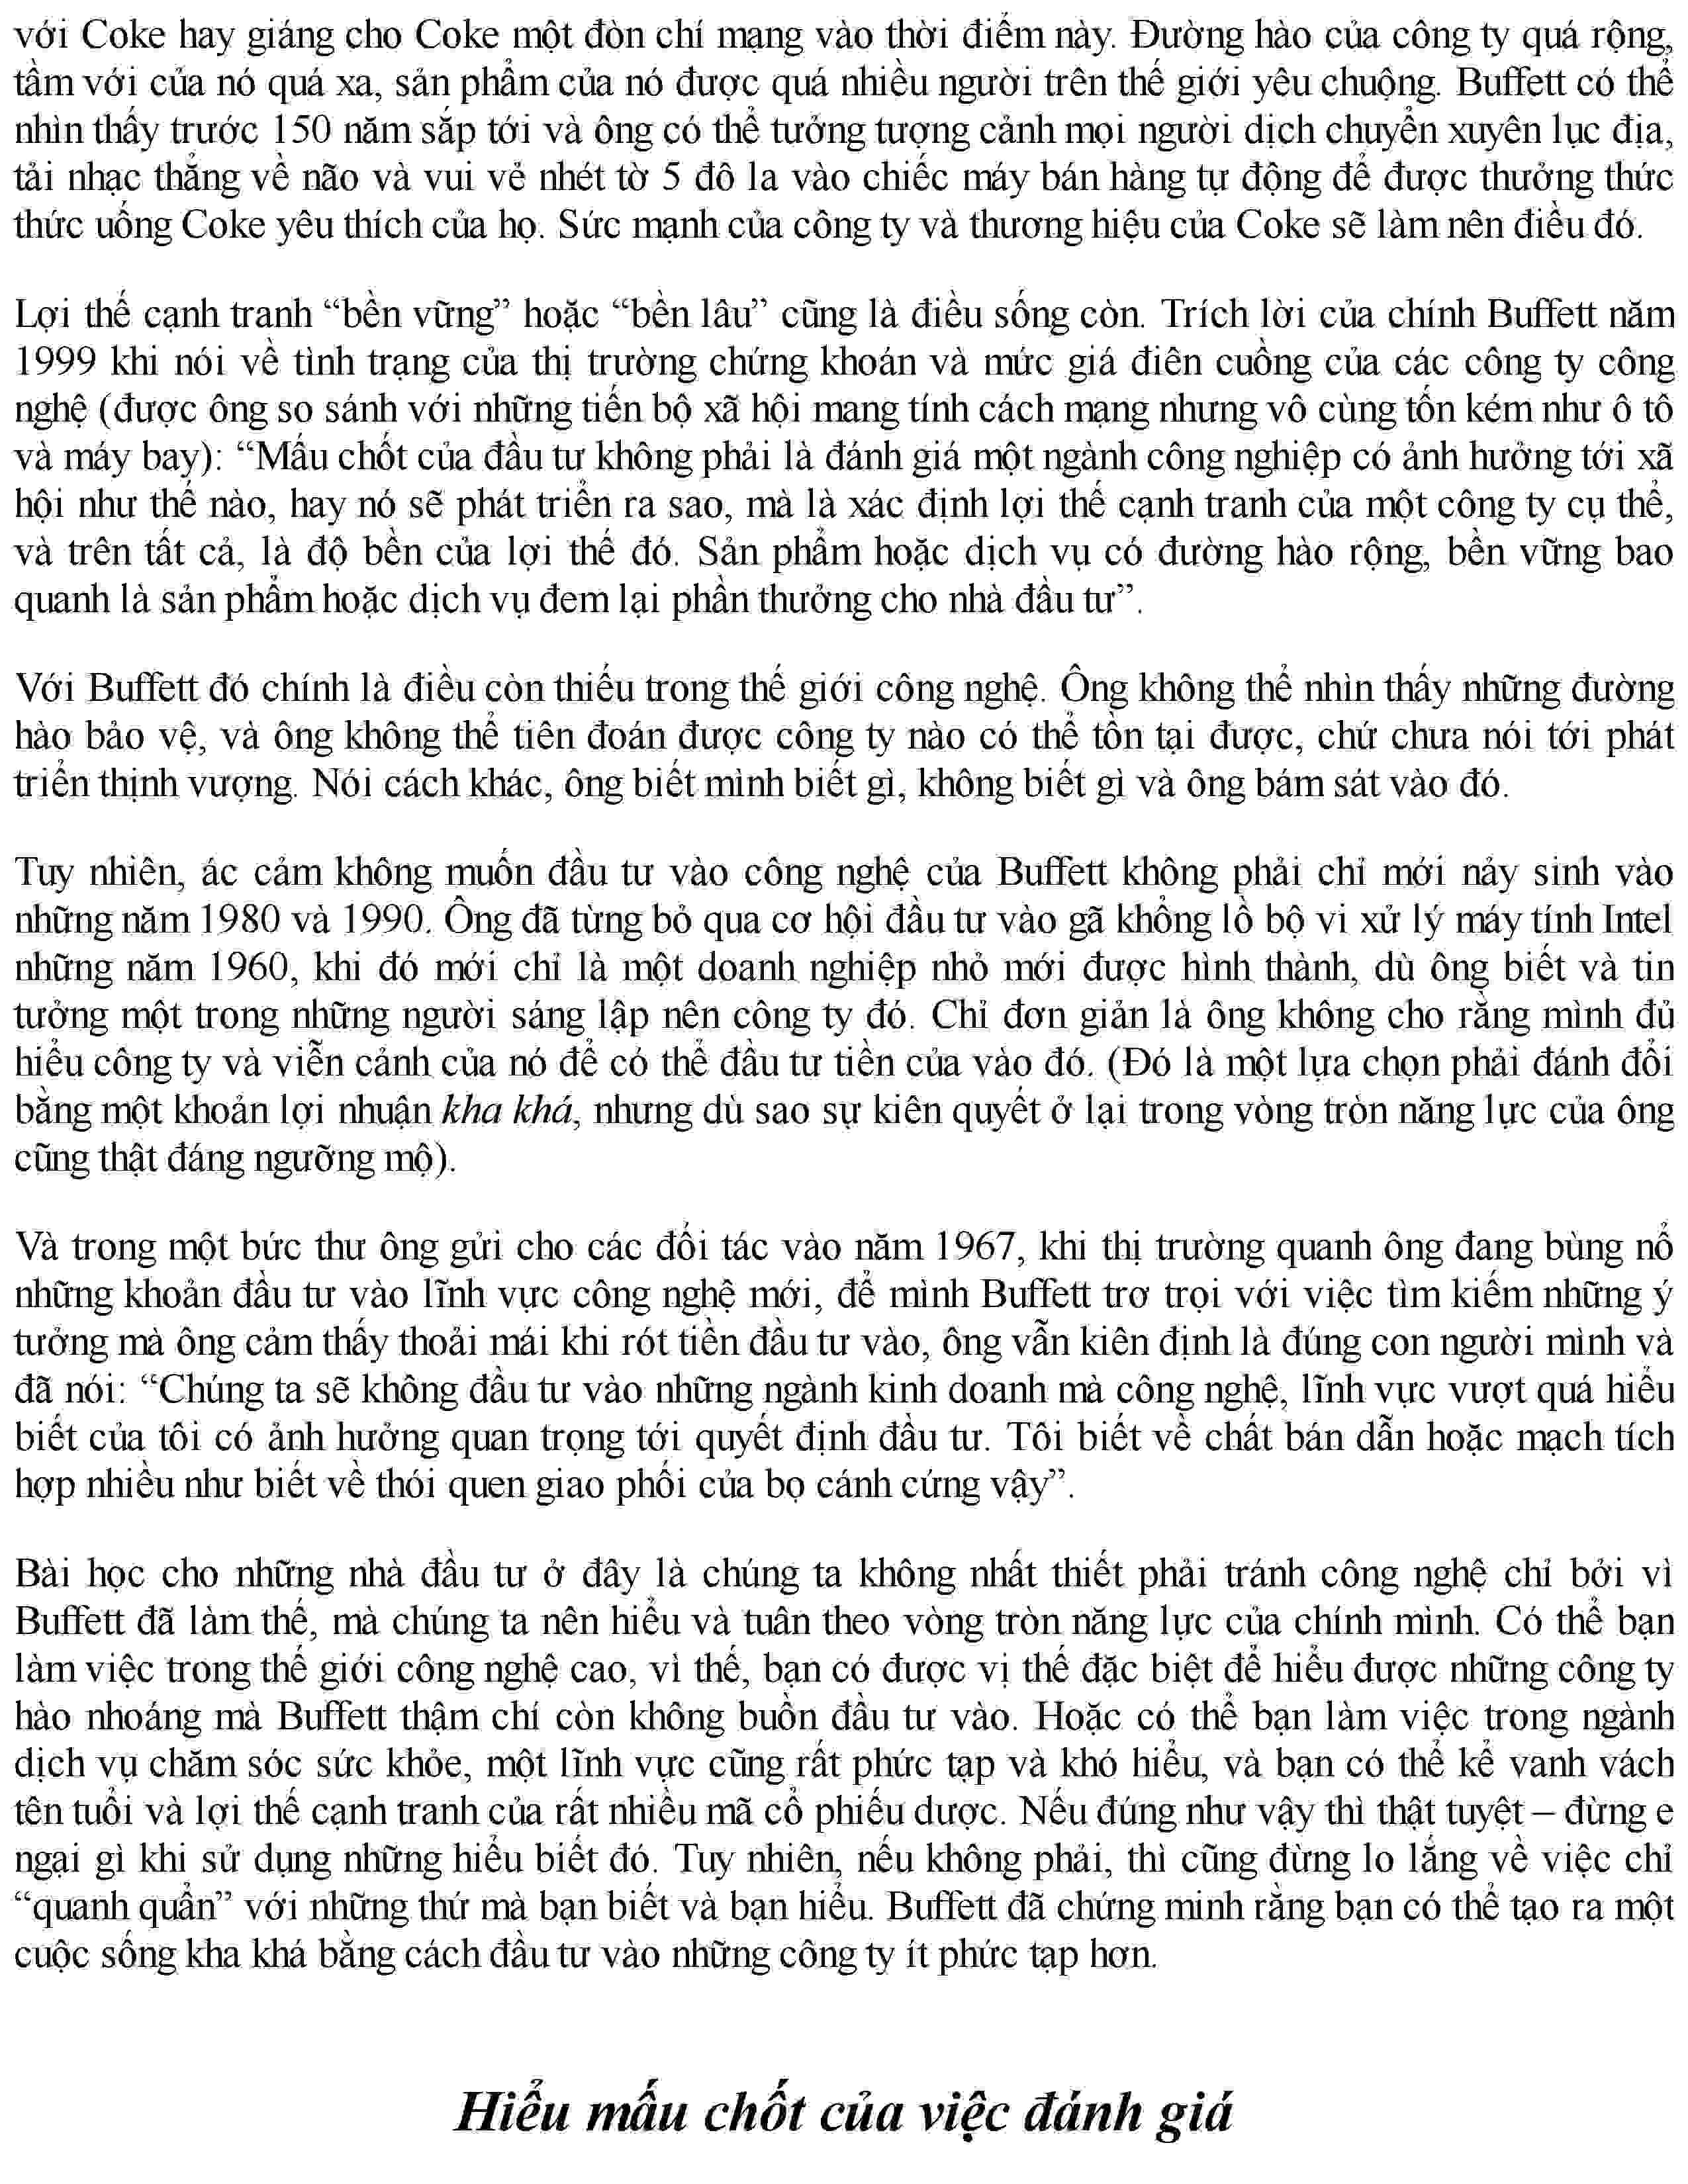 với Coke hay giáng cho Coke một đòn chí mạng vào thời điểm này. Đường hào của công ty quá rộng,
tầm với của nó quá xa, sản phẩm của nó được quá nhiều người trên thế giới yêu chuộng. Buffett có thể
nhìn thấy trước 150 năm sắp tới và ông có thể tưởng tượng cảnh mọi người dịch chuyển xuyên lục địa,
tải nhạc thẳng về não và vui vẻ nhét tờ 5 đô la vào chiếc máy bán hàng tự động để được thưởng thức
thức uống Coke yêu thích của họ. Sức mạnh của công ty và thương hiệu của Coke sẽ làm nên điều đó.
Lợi thế cạnh tranh “bền vững” hoặc “bền lâu” cũng là điều sống còn. Trích lời của chính Buffett năm
1999 khi nói về tình trạng của thị trường chứng khoán và mức giá điên cuồng của các công ty công
nghệ (được ông so sánh với những tiến bộ xã hội mang tính cách mạng nhưng vô cùng tốn kém như ô tô
và máy bay): “Mấu chốt của đầu tư không phải là đánh giá một ngành công nghiệp có ảnh hưởng tới xã
hội như thế nào, hay nó sẽ phát triển ra sao, mà là xác định lợi thế cạnh tranh của một công ty cụ thể,
và trên tất cả, là độ bền của lợi thế đó. Sản phẩm hoặc dịch vụ có đường hào rộng, bền vững bao
quanh là sản phẩm hoặc dịch vụ đem lại phần thưởng cho nhà đầu tư”.
Với Buffett đó chính là điều còn thiếu trong thế giới công nghệ. Ông không thể nhìn thấy những đường
hào bảo vệ, và ông không thể tiên đoán được công ty nào có thể tồn tại được, chứ chưa nói tới phát
triển thịnh vượng. Nói cách khác, ông biết mình biết gì, không biết gì và ông bám sát vào đó.
Tuy nhiên, ác cảm không muốn đầu tư vào công nghệ của Buffett không phải chỉ mới nảy sinh vào
những năm 1980 và 1990. Ông đã từng bỏ qua cơ hội đầu tư vào gã khổng lồ bộ vi xử lý máy tính Intel
những năm 1960, khi đó mới chỉ là một doanh nghiệp nhỏ mới được hình thành, dù ông biết và tin
tưởng một trong những người sáng lập nên công ty đó. Chỉ đơn giản là ông không cho rằng mình đủ
hiểu công ty và viễn cảnh của nó để có thể đầu tư tiền của vào đó. (Đó là một lựa chọn phải đánh đổi
bằng một khoản lợi nhuận kha khá, nhưng dù sao sự kiên quyết ở lại trong vòng tròn năng lực của ông
cũng thật đáng ngưỡng mộ).
Và trong một bức thư ông gửi cho các đối tác vào năm 1967, khi thị trường quanh ông đang bùng nổ
những khoản đầu tư vào lĩnh vực công nghệ mới, để mình Buffett trơ trọi với việc tìm kiếm những ý
tưởng mà ông cảm thấy thoải mái khi rót tiền đầu tư vào, ông vẫn kiên định là đúng con người mình và
đã nói: “Chúng ta sẽ không đầu tư vào những ngành kinh doanh mà công nghệ, lĩnh vực vượt quá hiểu
biết của tôi có ảnh hưởng quan trọng tới quyết định đầu tư. Tôi biết về chất bán dẫn hoặc mạch tích
hợp nhiều như biết về thói quen giao phối của bọ cánh cứng vậy”.
Bài học cho những nhà đầu tư ở đây là chúng ta không nhất thiết phải tránh công nghệ chỉ bởi vì
Buffett đã làm thế, mà chúng ta nên hiểu và tuân theo vòng tròn năng lực của chính mình. Có thể bạn
làm việc trong thế giới công nghệ cao, vì thế, bạn có được vị thế đặc biệt để hiểu được những công ty
hào nhoáng mà Buffett thậm chí còn không buồn đầu tư vào. Hoặc có thể bạn làm việc trong ngành
dịch vụ chăm sóc sức khỏe, một lĩnh vực cũng rất phức tạp và khó hiểu, và bạn có thể kể vanh vách
tên tuổi và lợi thế cạnh tranh của rất nhiều mã cổ phiếu dược. Nếu đúng như vậy thì thật tuyệt – đừng e
ngại gì khi sử dụng những hiểu biết đó. Tuy nhiên, nếu không phải, thì cũng đừng lo lắng về việc chỉ
“quanh quẩn” với những thứ mà bạn biết và bạn hiểu. Buffett đã chứng minh rằng bạn có thể tạo ra một
cuộc sống kha khá bằng cách đầu tư vào những công ty ít phức tạp hơn.
Hiểu mấu chốt của việc đánh giá